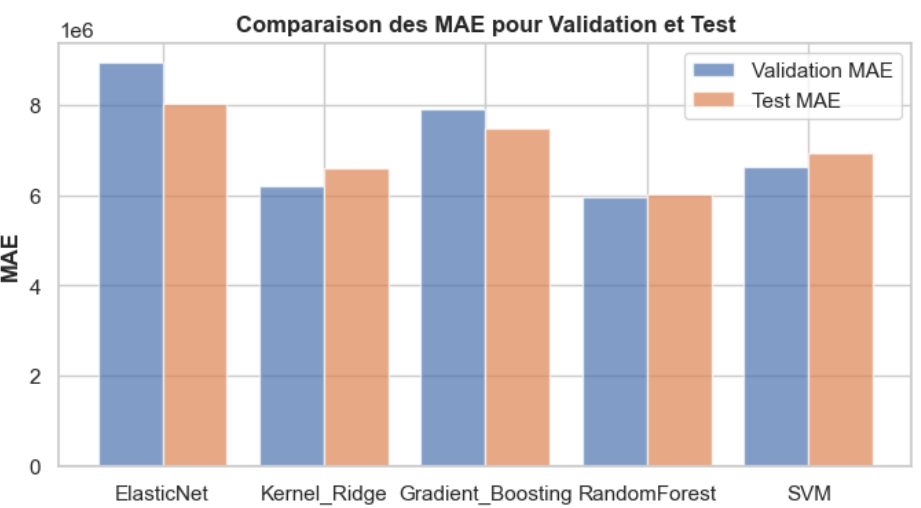 Comparaison des MAE pour Validation et Test
1e6
Validation MAE
Test MAE
8
6
4
2
0
MAE
ElasticNet Kernel_Ridge Gradient_Boosting RandomForest SVM